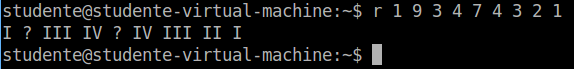 studente@studente-virtual-machine:~$ r 1 9 3 4 7 4 3 2 1
I ? III IV ? IV III II I
studente@studente-virtual-machine:~$